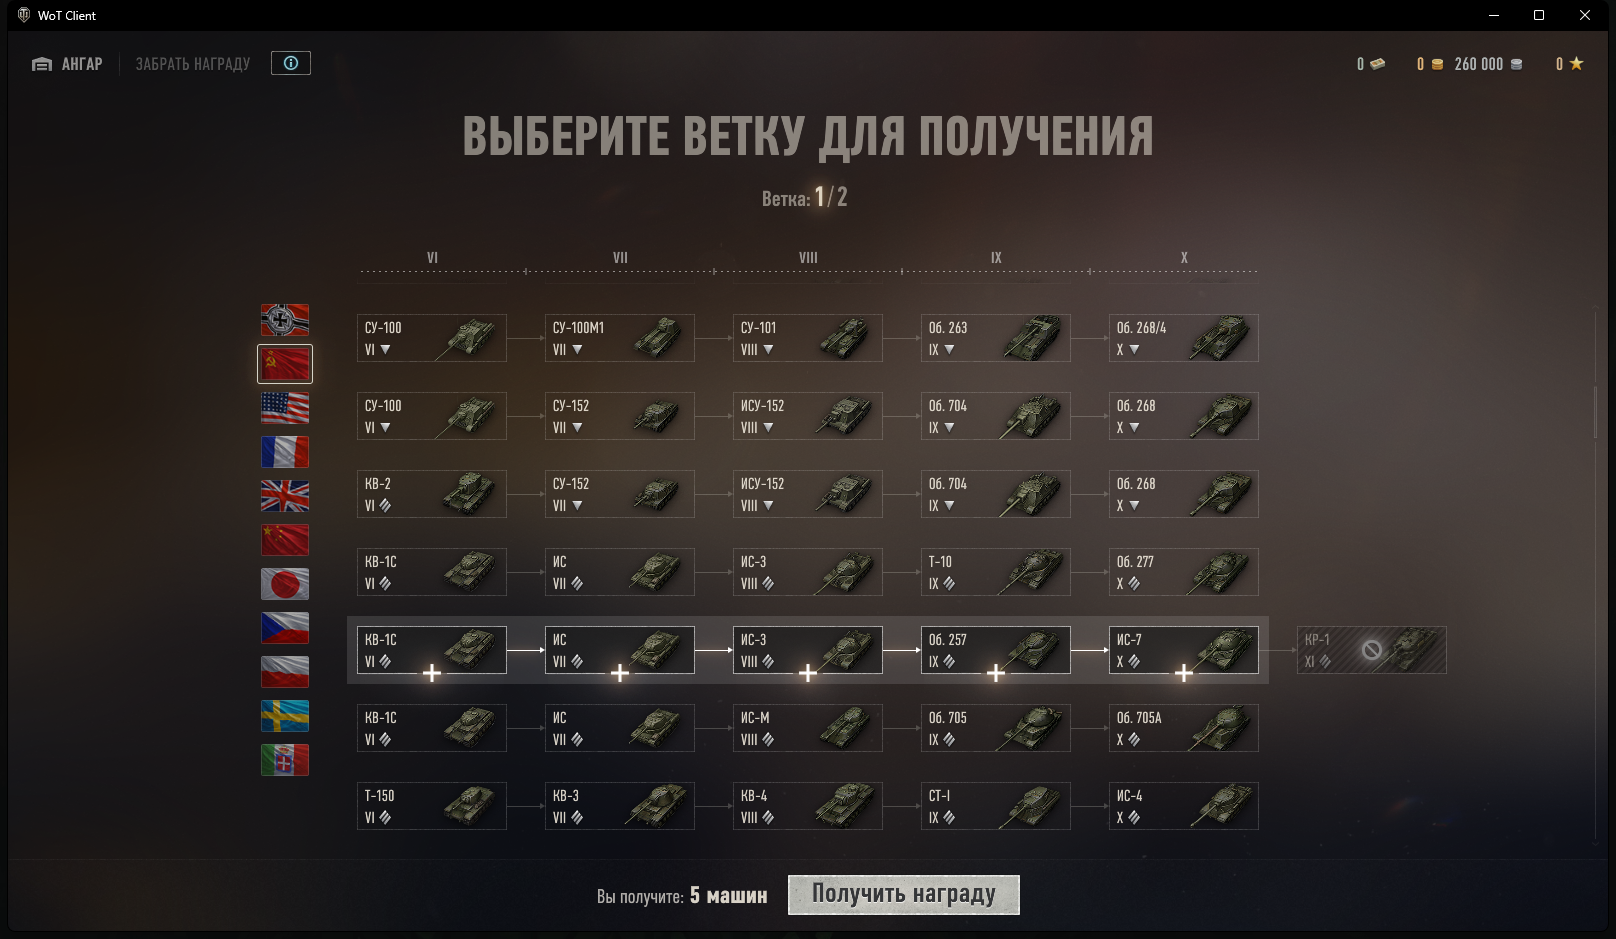 WoT Client
АНГАР
ЗАБРАТЬ НАГРАДУ
0
0
260 000
0
ВЫБЕРИТЕ ВЕТКУ ДЛЯ ПОЛУЧЕНИЯ
Ветка: 1/2
VI VII VIII IX X
СУ-100 СУ-100М1 СУ-101 Об. 263 Об. 268/4
VI VII VIII IX X
СУ-100 СУ-152 ИСУ-152 Об. 704 Об. 268
VI VII VIII IX X
КВ-2 СУ-152 ИСУ-152 Об. 704 Об. 268
VI VII VIII IX X
КВ-1С ИС ИС-3 Т-10 Об. 277
VI VII VIII IX X
КВ-1С ИС ИС-3 Об. 257 ИС-7 КР-1
VI VII VIII IX X XI
КВ-1С ИС ИС-М Об. 705 Об. 705А
VI VII VIII IX X
Т-150 КВ-3 КВ-4 СТ-I ИС-4
VI VII VIII IX X
Вы получите: 5 машин
Получить награду